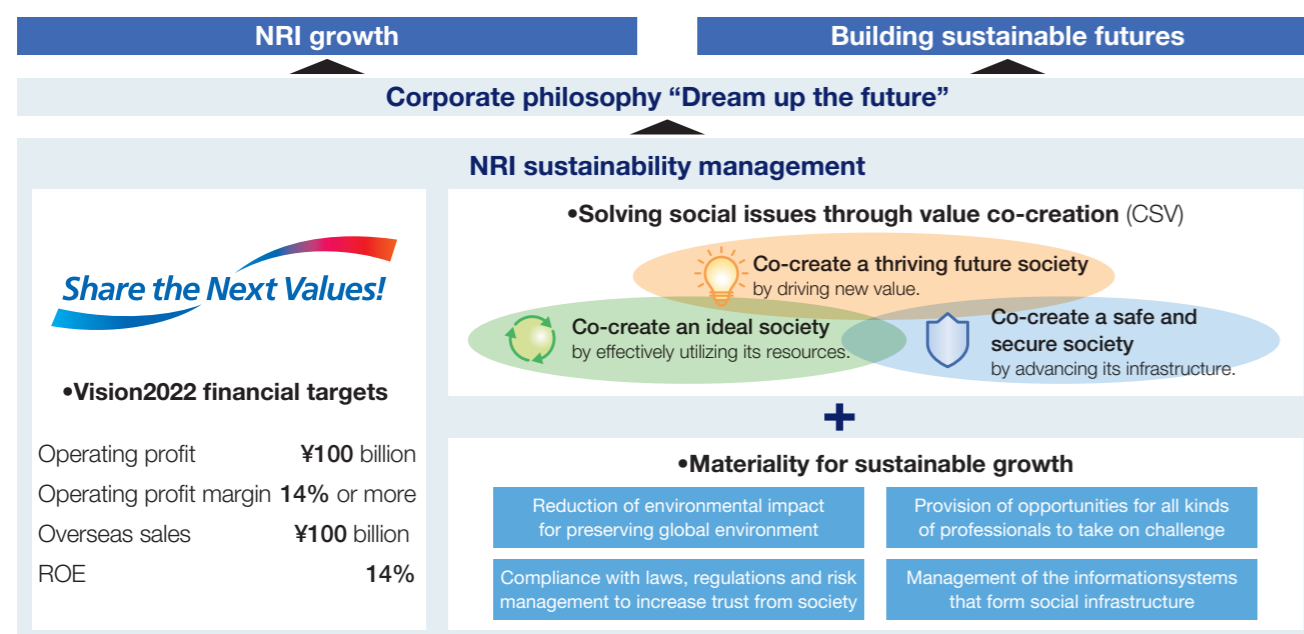 NRI growth
Building sustainable futures
Corporate philosophy “Dream up the future”
NRI sustainability management
Share the Next Values!
•Vision2022 financial targets
Operating profit ¥100 billion
Operating profit margin 14% or more
Overseas sales ¥100 billion
ROE 14%
•Solving social issues through value co-creation (CSV)
Co-create a thriving future society
by driving new value.
Co-create an ideal society
by effectively utilizing its resources.
Co-create a safe and
secure society
by advancing its infrastructure.
+
•Materiality for sustainable growth
Reduction of environmental impact
for preserving global environment
Provision of opportunities for all kinds
of professionals to take on challenge
Compliance with laws, regulations and risk
management to increase trust from society
Management of the informationsystems
that form social infrastructure